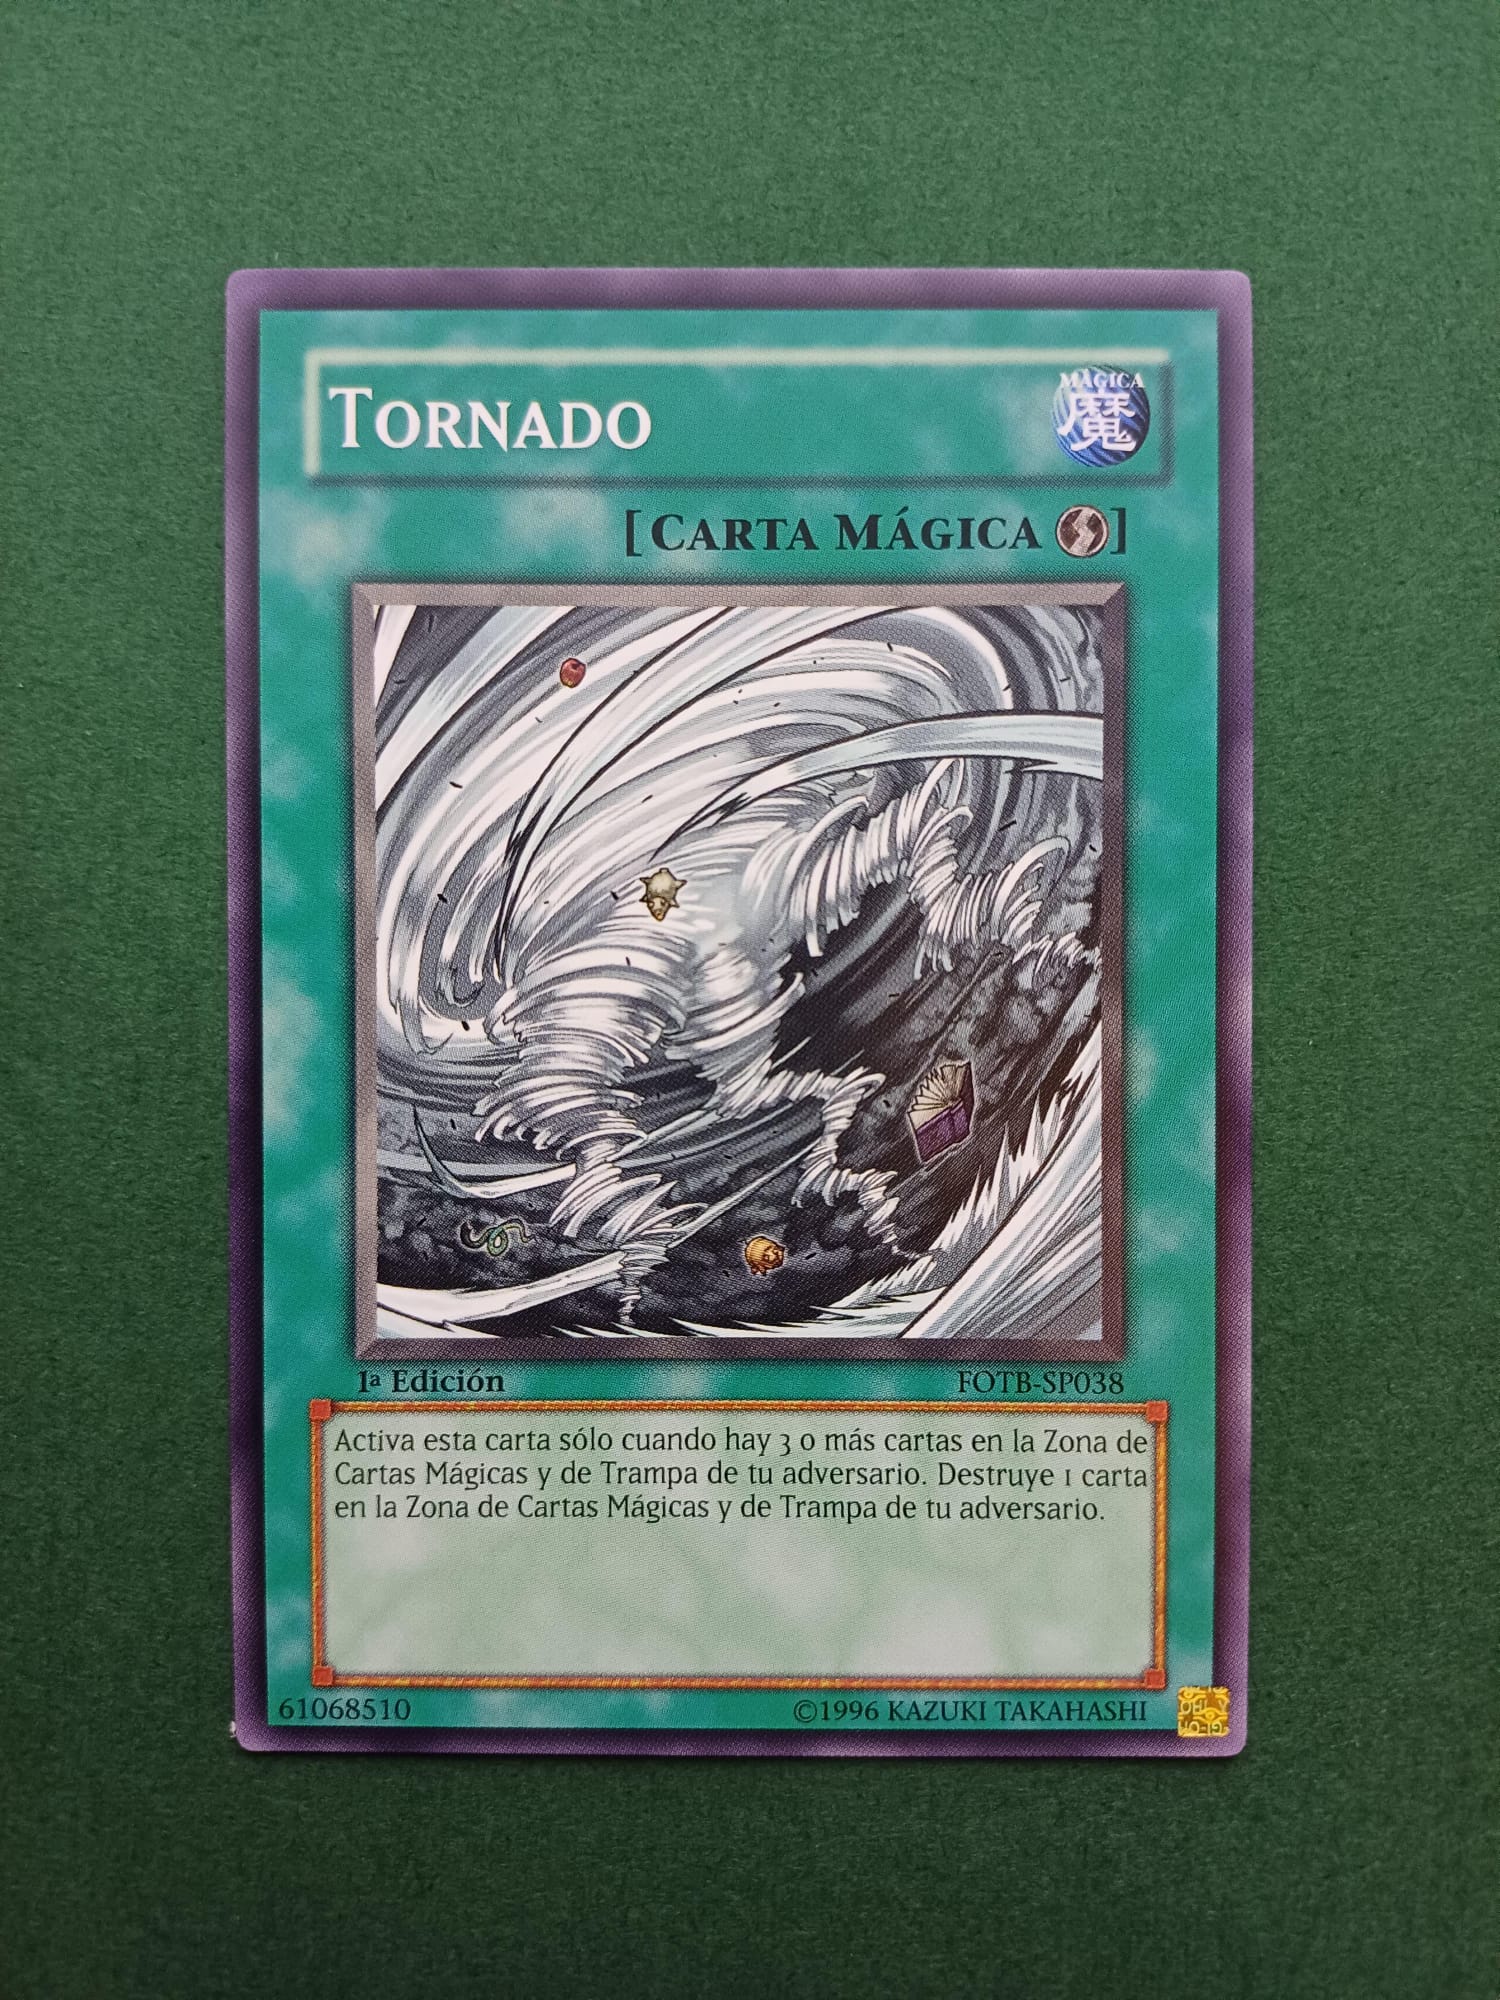 TORNADO
MÁGICA
魔
[CARTA MÁGICA]
1ª Edición
FOTB-SP038
Activa esta carta sólo cuando hay 3 o más cartas en la Zona de
Cartas Mágicas y de Trampa de tu adversario. Destruye 1 carta
en la Zona de Cartas Mágicas y de Trampa de tu adversario.
61068510
©1996 KAZUKI TAKAHASHI